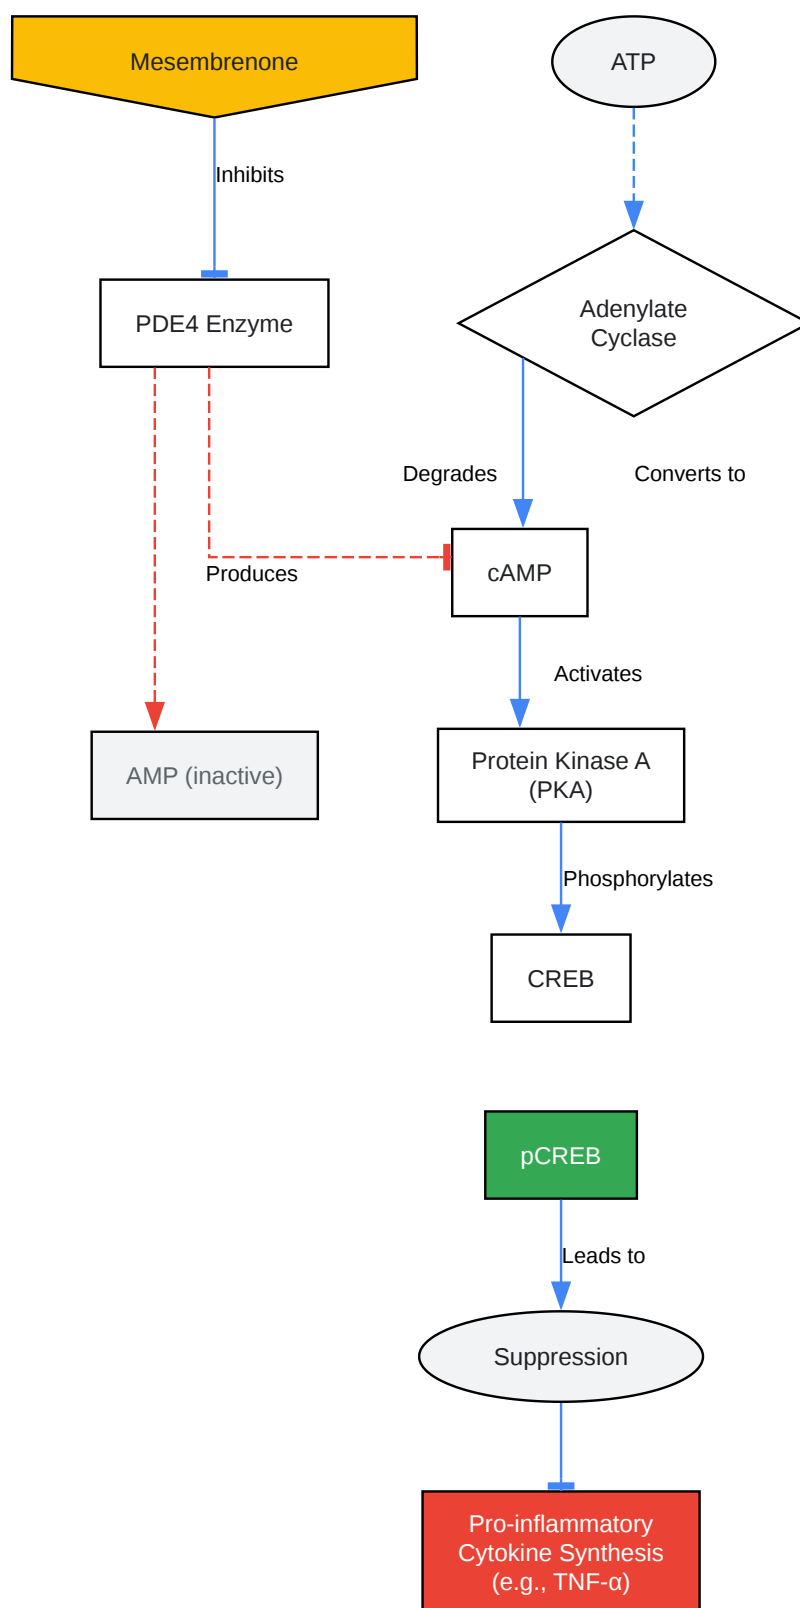 Mesembrenone
ATP
Inhibits
PDE4 Enzyme
Adenylate
Cyclase
Degrades
Converts to
cAMP
Produces
Activates
AMP (inactive)
Protein Kinase A
(PKA)
Phosphorylates
CREB
pCREB
Leads to
Suppression
Pro-inflammatory
Cytokine Synthesis
(e.g., TNF-α)